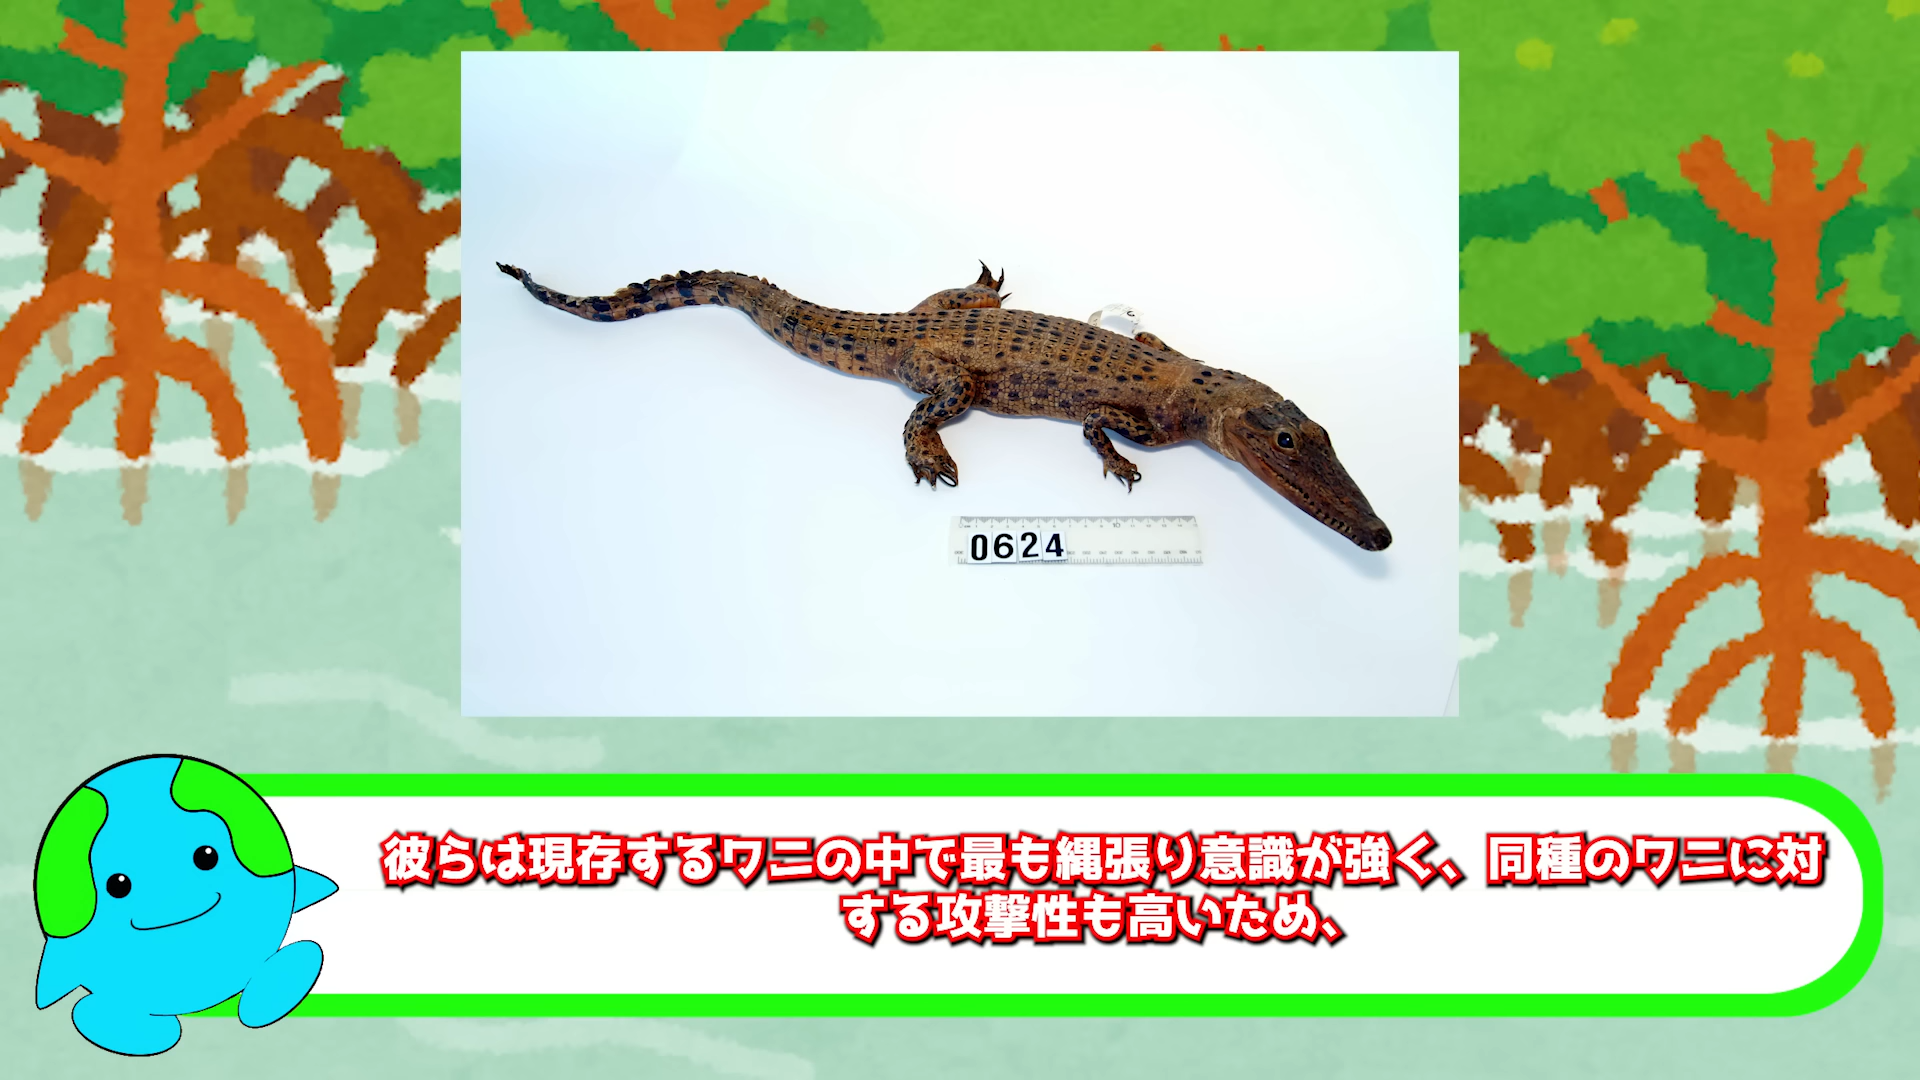 0624
彼らは現存するワニの中で最も縄張り意識が強く、同種のワニに対
する攻撃性も高いため、